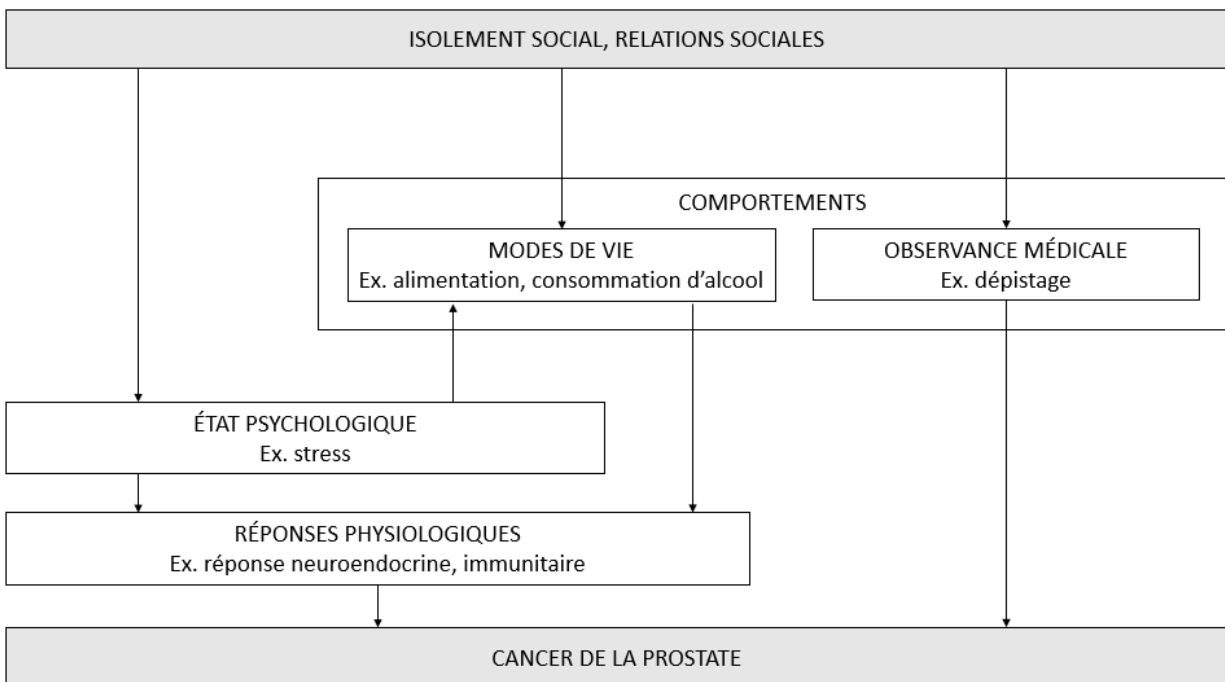 ISOLEMENT SOCIAL, RELATIONS SOCIALES
COMPORTEMENTS
MODES DE VIE
Ex. alimentation, consommation d'alcool
OBSERVANCE MÉDICALE
Ex. dépistage
ÉTAT PSYCHOLOGIQUE
Ex. stress
RÉPONSES PHYSIOLOGIQUES
Ex. réponse neuroendocrine, immunitaire
CANCER DE LA PROSTATE